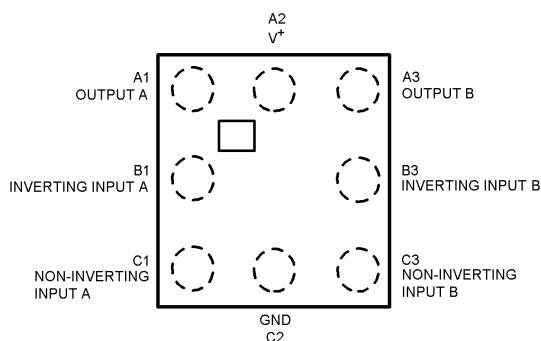 A2
V+
A1
OUTPUT A
A3
OUTPUT B
B1
INVERTING INPUT A
B3
INVERTING INPUT B
C1
NON-INVERTING
INPUT A
C3
NON-INVERTING
INPUT B
GND
C2